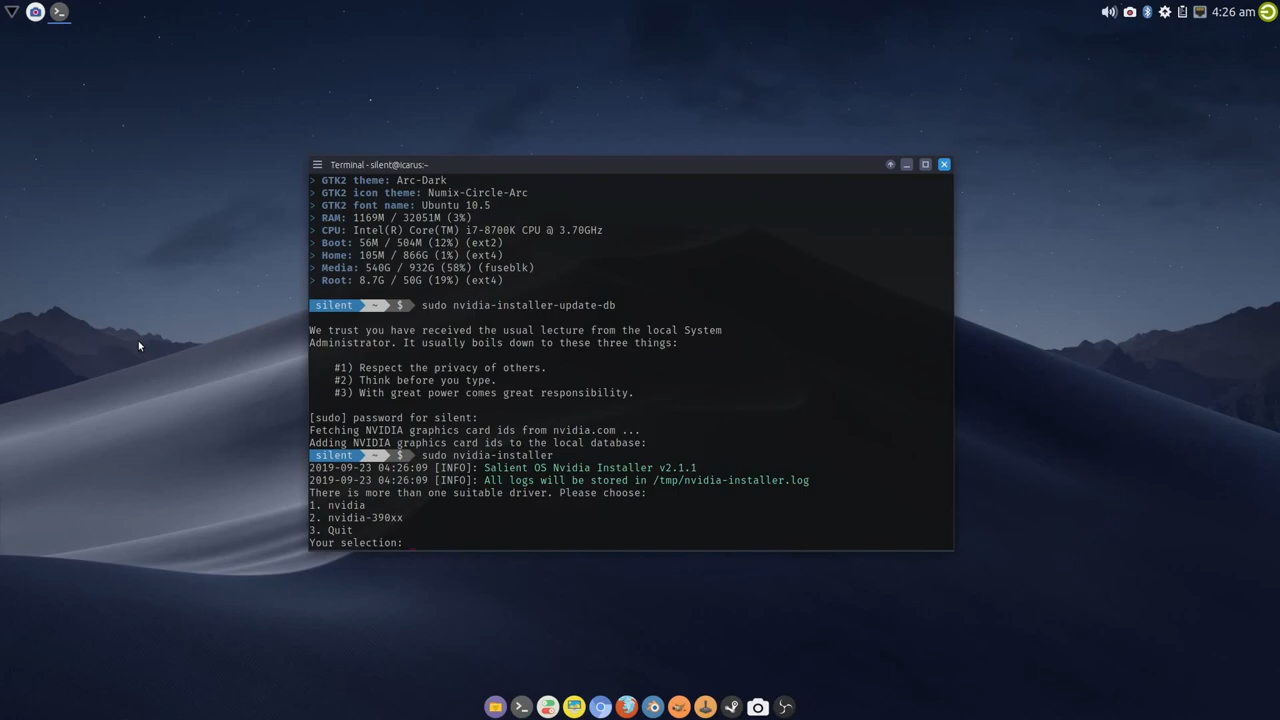 4:26 am
Terminal - silent@icarus:~
> GTK2 theme: Arc-Dark
> GTK2 icon theme: Numix-Circle-Arc
> GTK2 font name: Ubuntu 10.5
> RAM: 1169M / 32051M (3%)
> CPU: Intel(R) Core(TM) i7-8700K CPU @ 3.70GHz
> Boot: 56M / 504M (12%) (ext2)
> Home: 105M / 866G (1%) (ext4)
> Media: 540G / 932G (58%) (fuseblk)
> Root: 8.7G / 50G (19%) (ext4)
silent ~ $ sudo nvidia-installer-update-db
We trust you have received the usual lecture from the local System
Administrator. It usually boils down to these three things:
#1) Respect the privacy of others.
#2) Think before you type.
#3) With great power comes great responsibility.
[sudo] password for silent:
Fetching NVIDIA graphics card ids from nvidia.com ...
Adding NVIDIA graphics card ids to the local database:
silent ~ $ sudo nvidia-installer
2019-09-23 04:26:09 [INFO]: Salient OS Nvidia Installer v2.1.1
2019-09-23 04:26:09 [INFO]: All logs will be stored in /tmp/nvidia-installer.log
There is more than one suitable driver. Please choose:
1. nvidia
2. nvidia-390xx
3. Quit
Your selection: